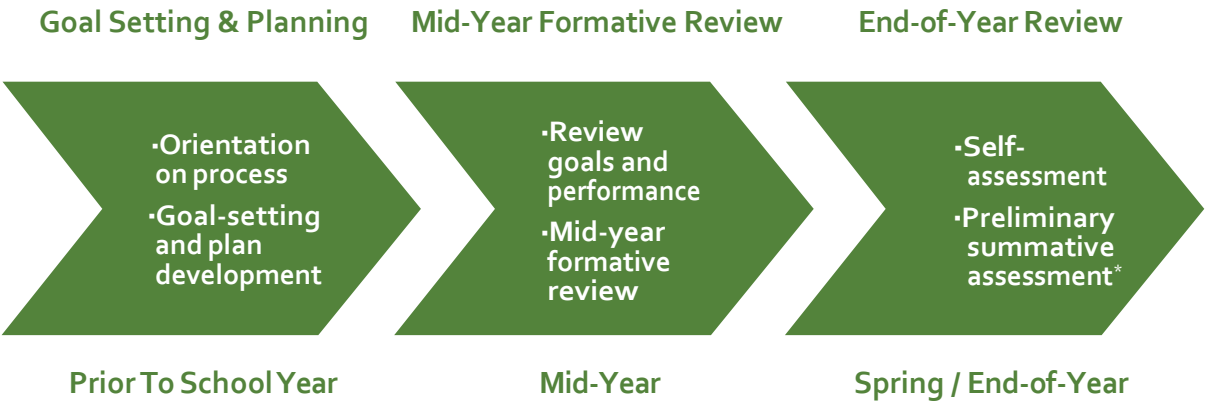 Goal Setting & Planning
Mid-Year Formative Review
End-of-Year Review
▪Orientation
on process
▪Goal-setting
and plan
development
▪Review
goals and
performance
▪Mid-year
formative
review
▪Self-
assessment
▪Preliminary
summative
assessment*
Prior To School Year
Mid-Year
Spring / End-of-Year